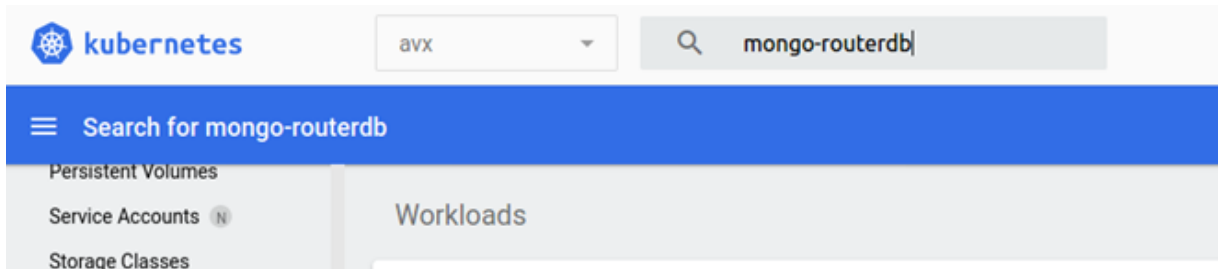 kubernetes
avx
mongo-routerdb
Search for mongo-routerdb
Persistent Volumes
Service Accounts N
Storage Classes
Workloads